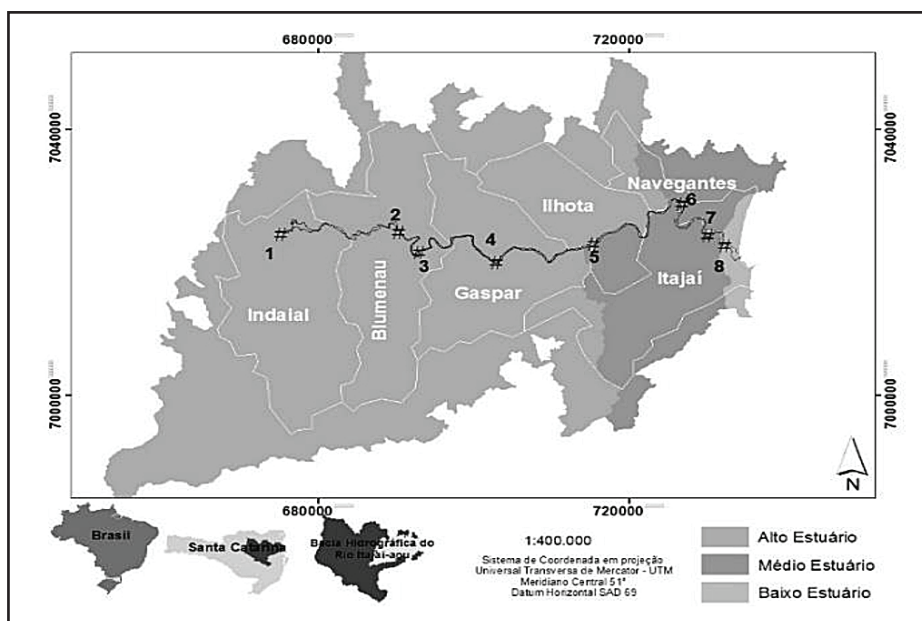 680000 720000
7040000 7040000
Navegantes
Ilhota
6
2
7
1
4
3
5
8
Itajaí
Gaspar
Indaial
Blumenau
7000000 7000000
N
680000 720000
Brasil
Santa Catarina
Bacia Hidrográfica do
Rio Itajaí-açu
1:400.000
Sistema de Coordenada em projeção
Universal Transversa de Mercator - UTM
Meridiano Central 51°
Datum Horizontal SAD 69
Alto Estuário
Médio Estuário
Baixo Estuário